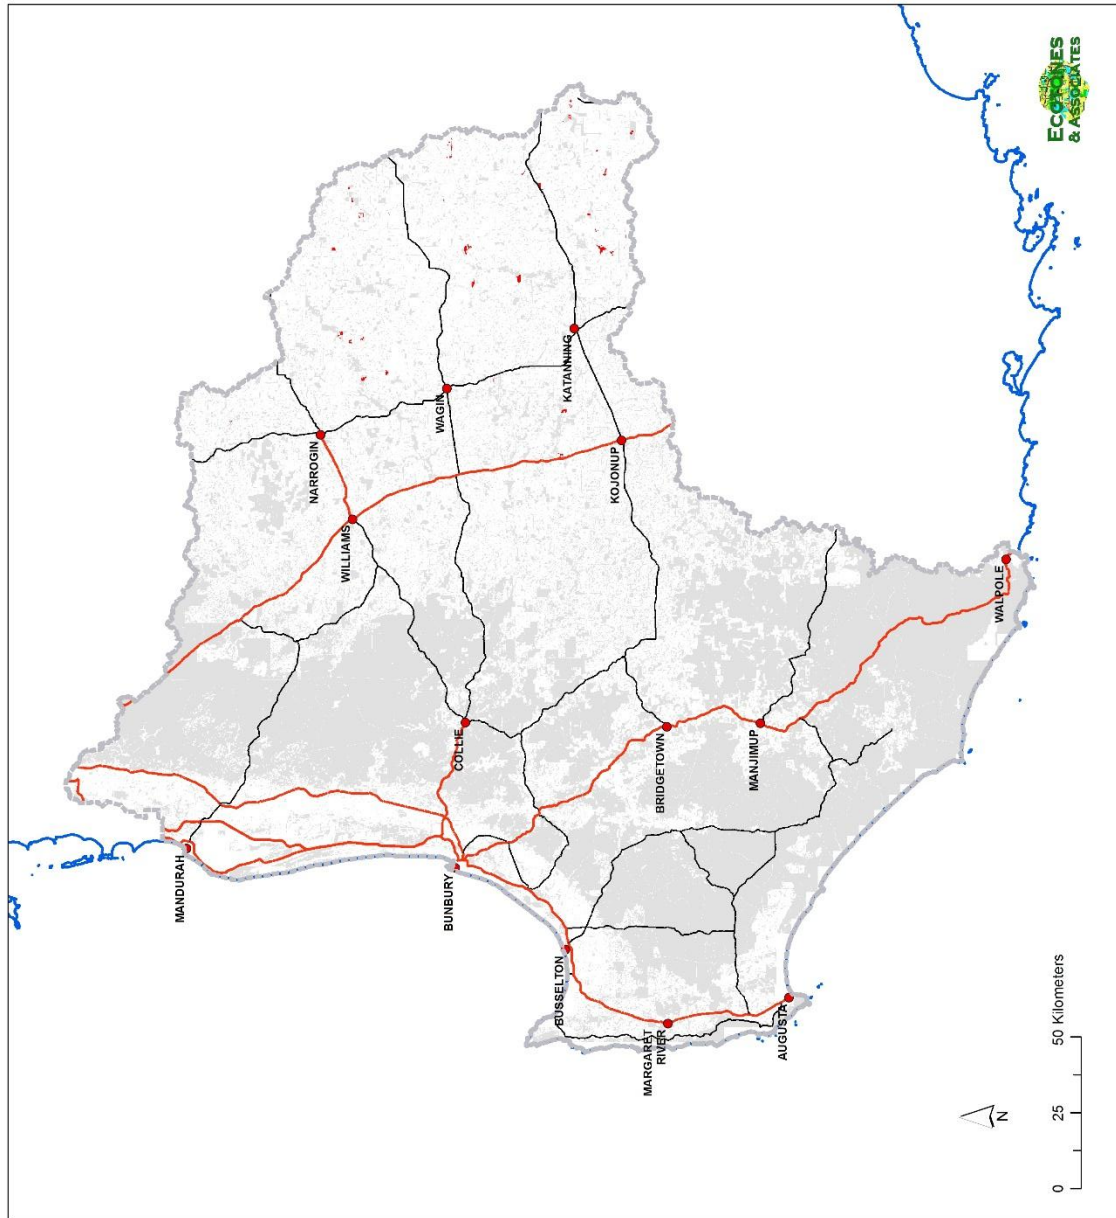 MANDURAH
NARROGIN
WILLIAMS
WAGIN
BUNBURY
COLLIE
KATANNING
BUSSELTON
KOJONUP
MARGARET
RIVER
BRIDGETOWN
AUGUSTA
MANJIMUP
WALPOLE
N
0 25 50 Kilometers
ECOTONES
& ASSOCIATES